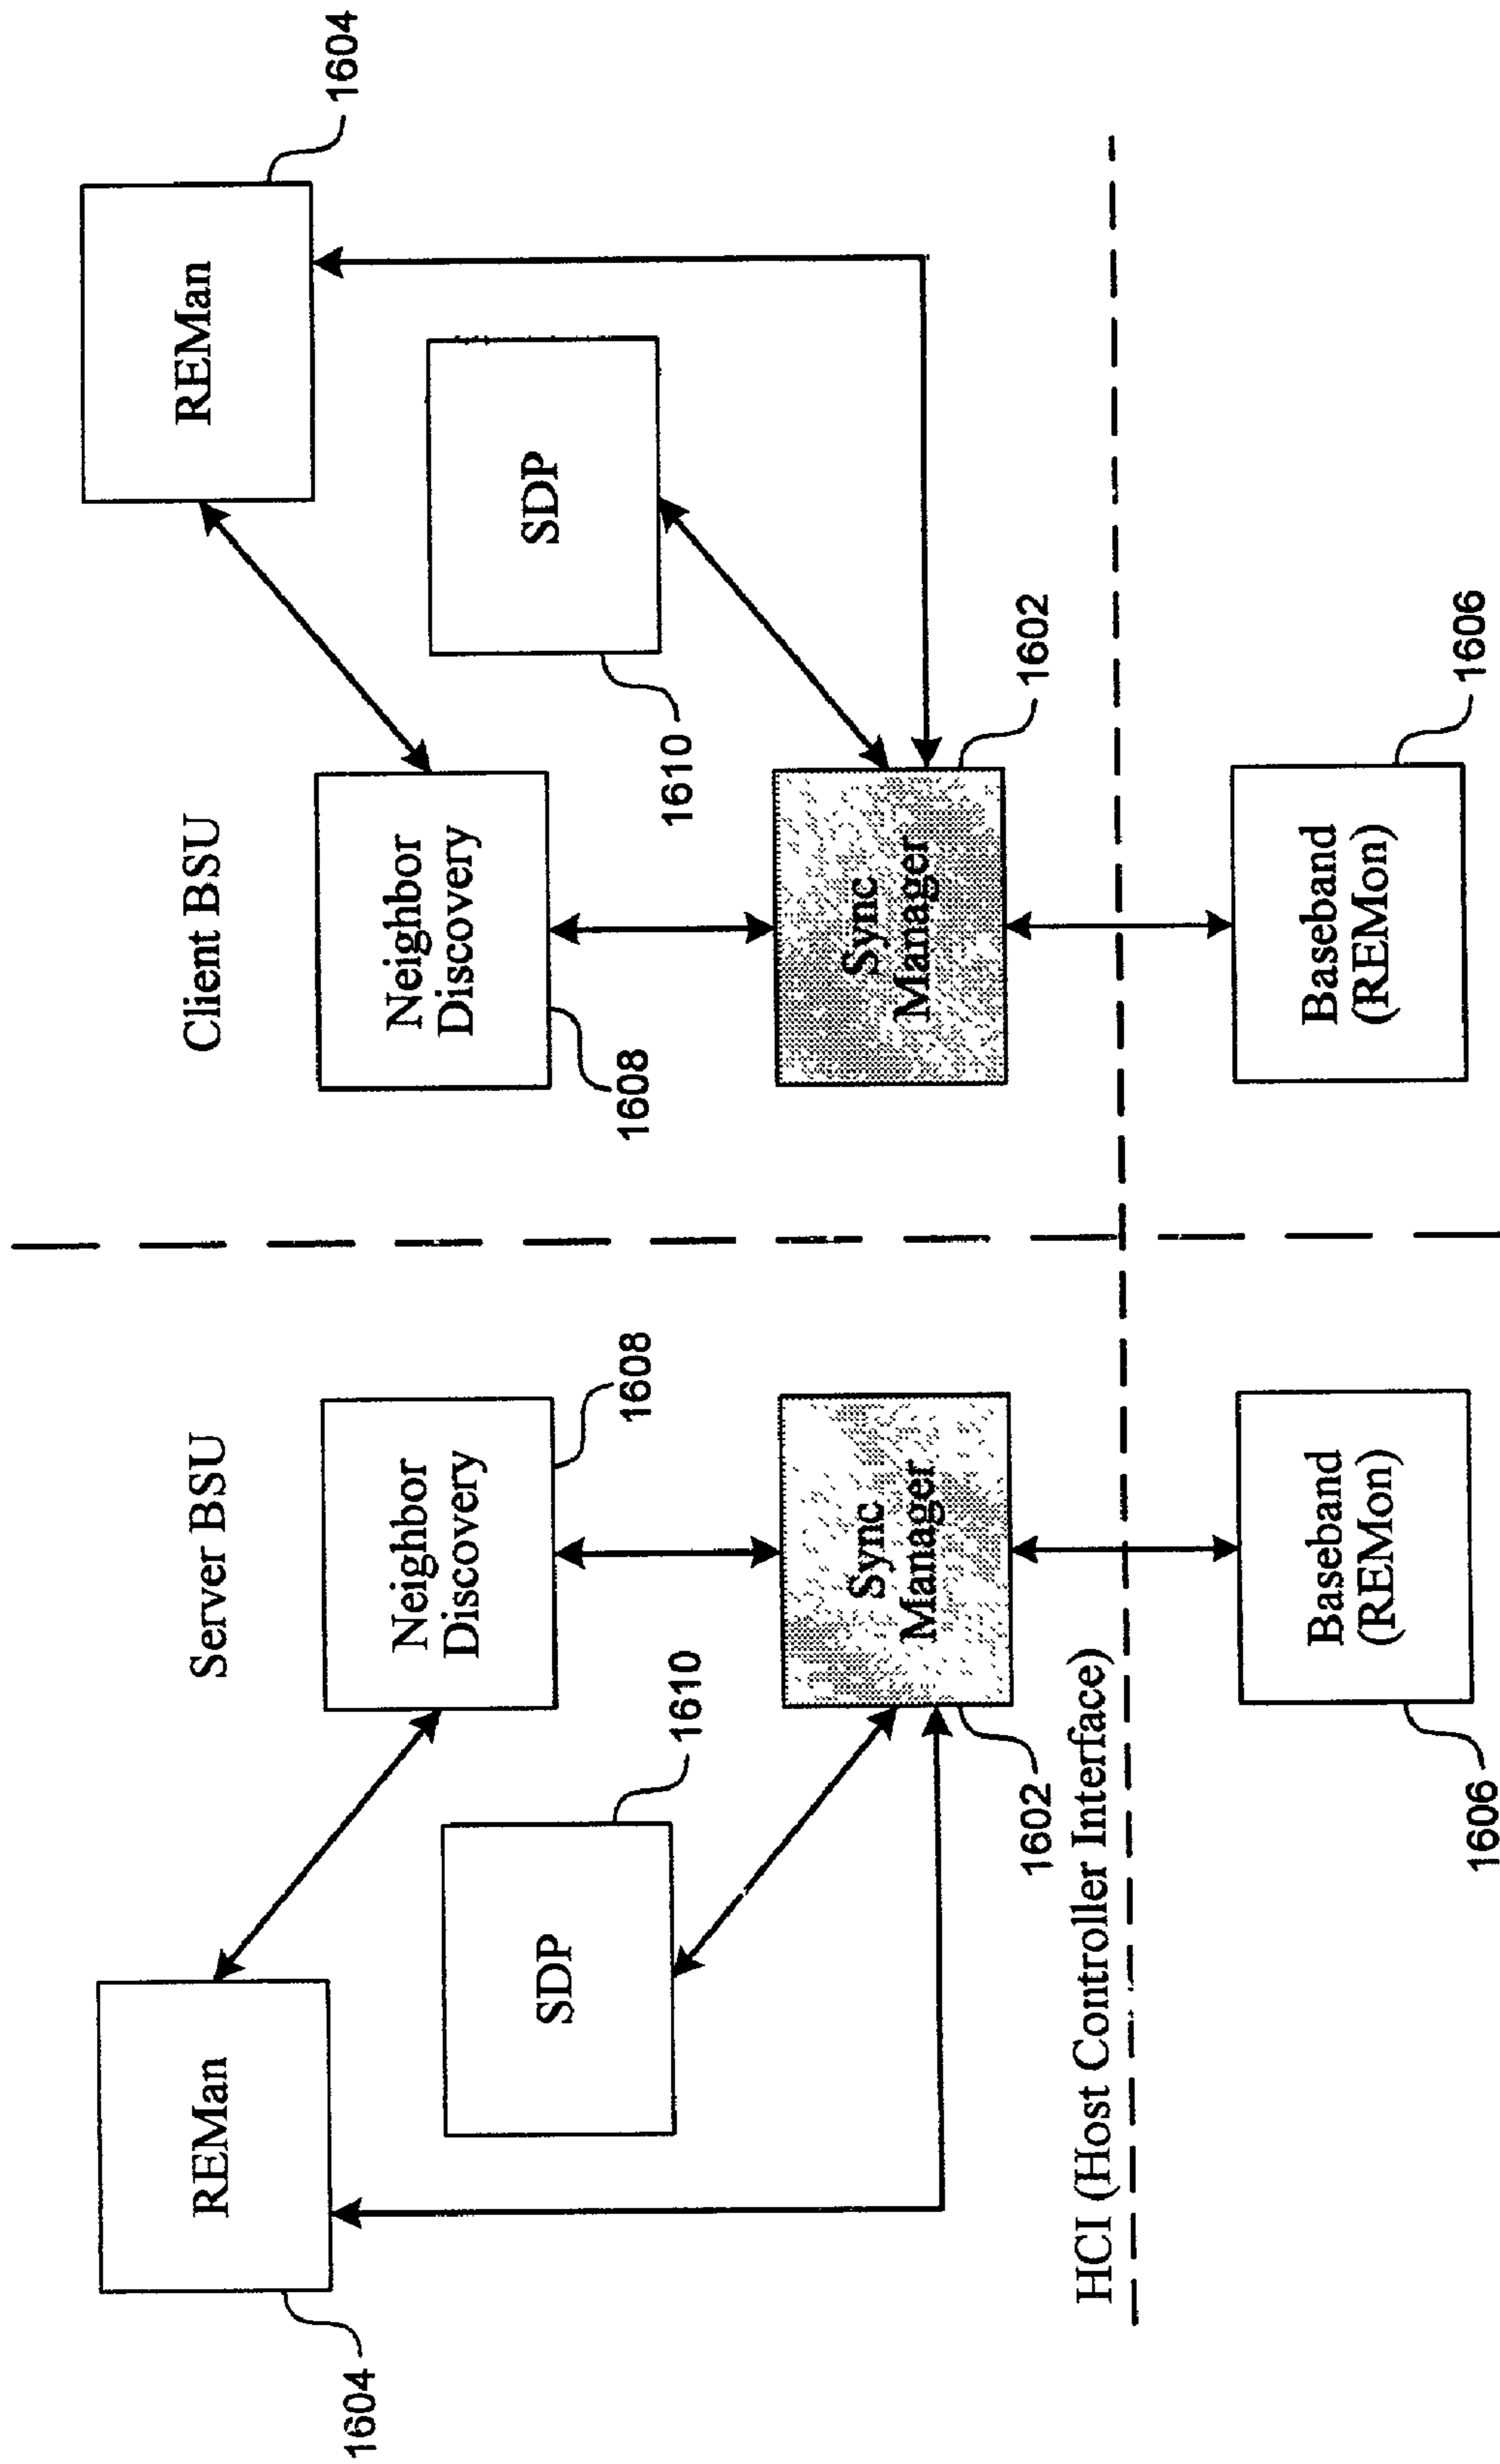 Server BSU
Client BSU
REMan
1604
Neighbor
Discovery
1608
SDP
1610
Sync
Manager
1602
HCI (Host Controller Interface)
Baseband
(REMon)
1606
Neighbor
Discovery
1608
REMan
1604
SDP
1610
Sync
Manager
1602
Baseband
(REMon)
1606